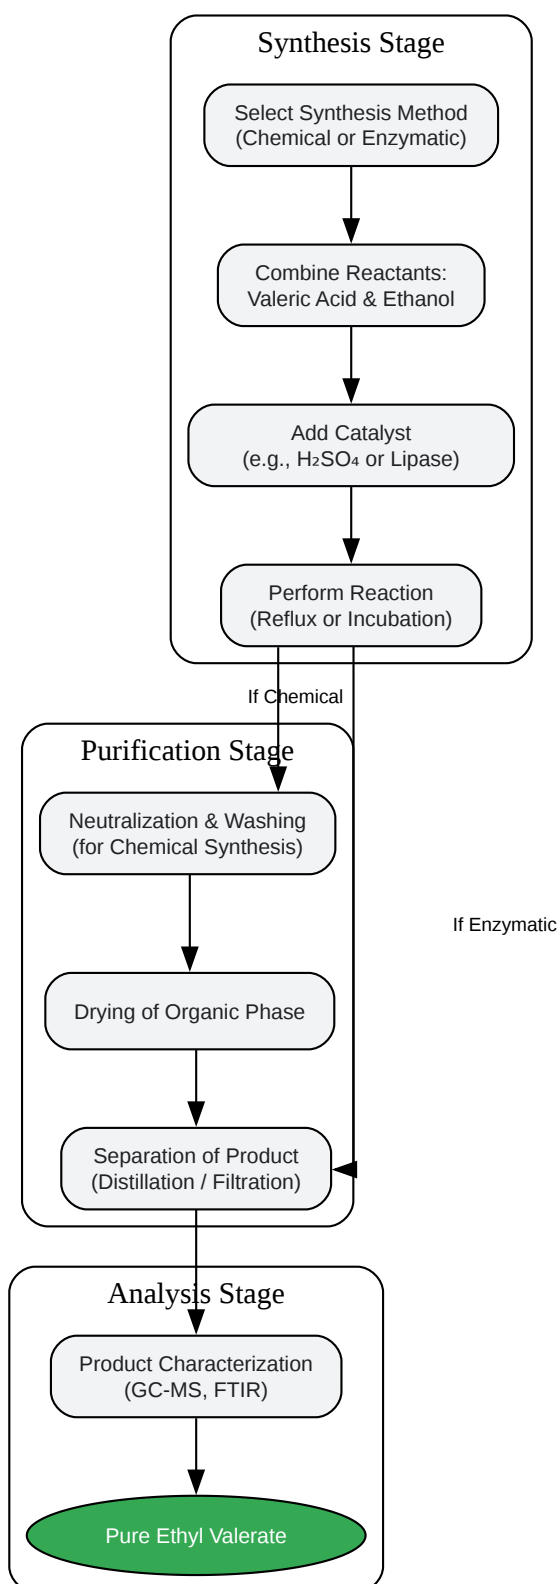 Synthesis Stage
Select Synthesis Method
(Chemical or Enzymatic)
Combine Reactants:
Valeric Acid & Ethanol
Add Catalyst
(e.g., H₂SO₄ or Lipase)
Perform Reaction
(Reflux or Incubation)
If Chemical
Purification Stage
Neutralization & Washing
(for Chemical Synthesis)
If Enzymatic
Drying of Organic Phase
Separation of Product
(Distillation / Filtration)
Analysis Stage
Product Characterization
(GC-MS, FTIR)
Pure Ethyl Valerate